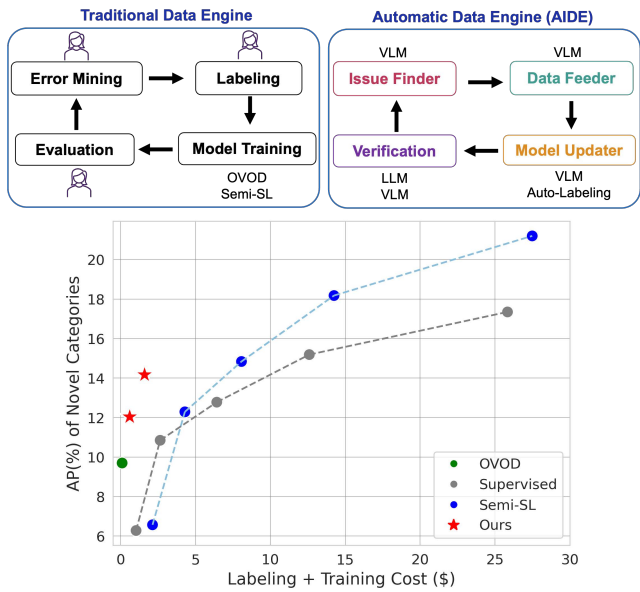 Traditional Data Engine
Error Mining
Labeling
Evaluation
Model Training
OVOD
Semi-SL
Automatic Data Engine (AIDE)
VLM
VLM
Issue Finder
Data Feeder
Verification
Model Updater
LLM
VLM
VLM
Auto-Labeling
AP(%) of Novel Categories
20
18
16
14
12
10
8
6
0
5
10
15
20
25
30
Labeling + Training Cost ($)
OVOD
Supervised
Semi-SL
Ours